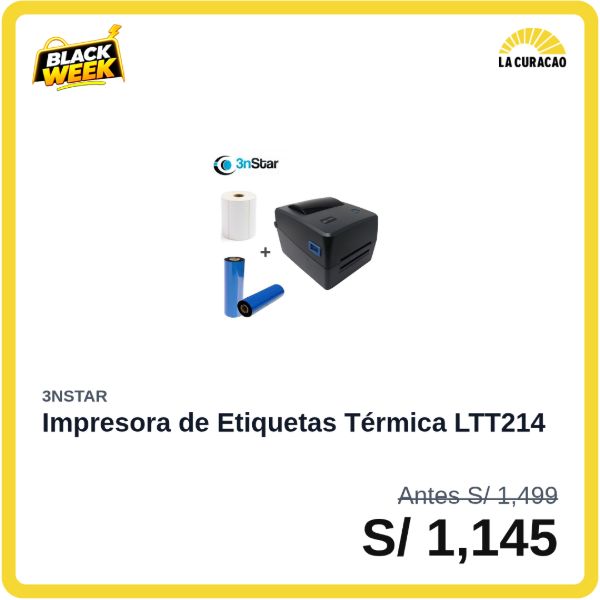 BLACK
WEEK
LA CURACAO
3nStar
+
3NSTAR
Impresora de Etiquetas Térmica LTT214
Antes S/ 1,499
S/ 1,145